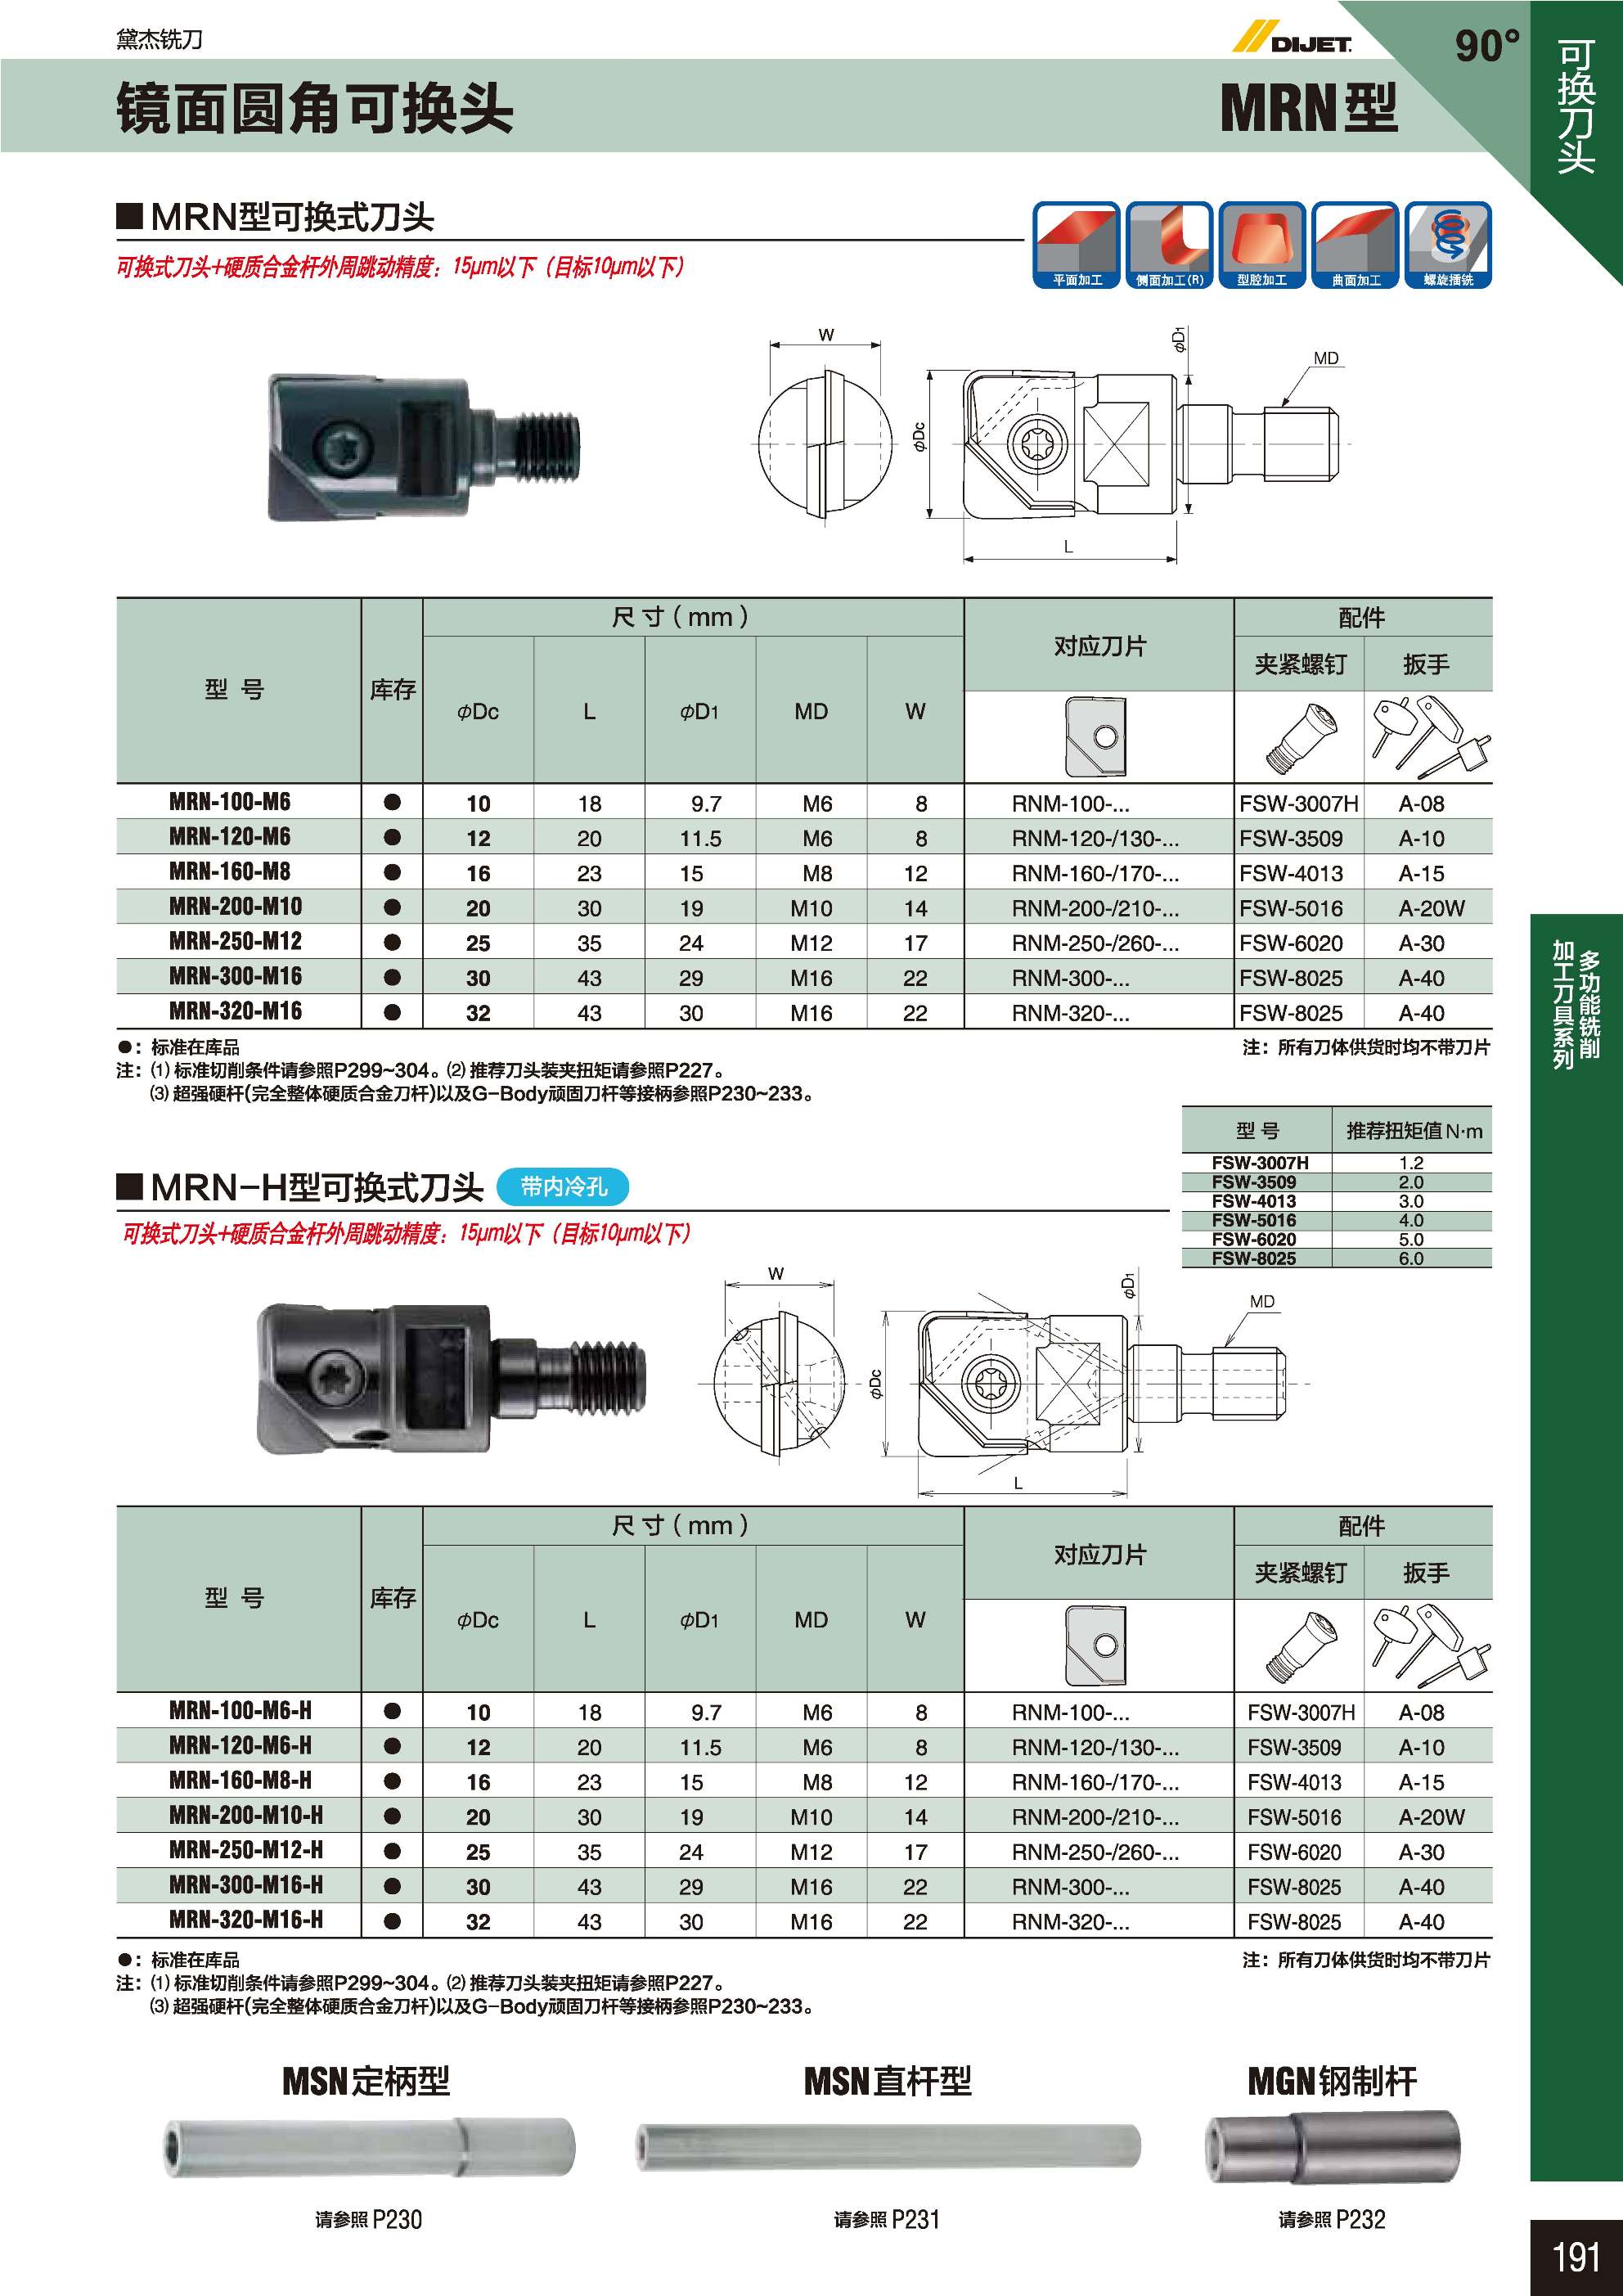 黛杰铣刀
DIJET.
90°
可换刀头
镜面圆角可换头
MRN型
■MRN型可换式刀头
可换式刀头+硬质合金杆外周跳动精度：15μm以下（目标10μm以下）
平面加工 侧面加工(R) 型腔加工 曲面加工 螺旋插铣
W
φDc
φD1
MD
L
型 号 库存 尺寸（mm） 对应刀片 配件
夹紧螺钉 扳手
φDc L φD1 MD W
MRN-100-M6 ● 10 18 9.7 M6 8 RNM-100-... FSW-3007H A-08
MRN-120-M6 ● 12 20 11.5 M6 8 RNM-120-/130-... FSW-3509 A-10
MRN-160-M8 ● 16 23 15 M8 12 RNM-160-/170-... FSW-4013 A-15
MRN-200-M10 ● 20 30 19 M10 14 RNM-200-/210-... FSW-5016 A-20W
MRN-250-M12 ● 25 35 24 M12 17 RNM-250-/260-... FSW-6020 A-30
MRN-300-M16 ● 30 43 29 M16 22 RNM-300-... FSW-8025 A-40
MRN-320-M16 ● 32 43 30 M16 22 RNM-320-... FSW-8025 A-40
●：标准在库品 注：所有刀体供货时均不带刀片
注：⑴ 标准切削条件请参照P299~304。⑵ 推荐刀头装夹扭矩请参照P227。
⑶ 超强硬杆(完全整体硬质合金刀杆)以及G-Body顽固刀杆等接柄参照P230~233。
型 号 推荐扭矩值 N·m
FSW-3007H 1.2
FSW-3509 2.0
FSW-4013 3.0
FSW-5016 4.0
FSW-6020 5.0
FSW-8025 6.0
■MRN-H型可换式刀头 带内冷孔
可换式刀头+硬质合金杆外周跳动精度：15μm以下（目标10μm以下）
W
φDc
φD1
MD
L
型 号 库存 尺寸（mm） 对应刀片 配件
夹紧螺钉 扳手
φDc L φD1 MD W
MRN-100-M6-H ● 10 18 9.7 M6 8 RNM-100-... FSW-3007H A-08
MRN-120-M6-H ● 12 20 11.5 M6 8 RNM-120-/130-... FSW-3509 A-10
MRN-160-M8-H ● 16 23 15 M8 12 RNM-160-/170-... FSW-4013 A-15
MRN-200-M10-H ● 20 30 19 M10 14 RNM-200-/210-... FSW-5016 A-20W
MRN-250-M12-H ● 25 35 24 M12 17 RNM-250-/260-... FSW-6020 A-30
MRN-300-M16-H ● 30 43 29 M16 22 RNM-300-... FSW-8025 A-40
MRN-320-M16-H ● 32 43 30 M16 22 RNM-320-... FSW-8025 A-40
●：标准在库品 注：所有刀体供货时均不带刀片
注：⑴ 标准切削条件请参照P299~304。⑵ 推荐刀头装夹扭矩请参照P227。
⑶ 超强硬杆(完全整体硬质合金刀杆)以及G-Body顽固刀杆等接柄参照P230~233。
MSN定柄型 MSN直杆型 MGN钢制杆
请参照 P230 请参照 P231 请参照 P232
多功能铣削
加工刀具系列
191